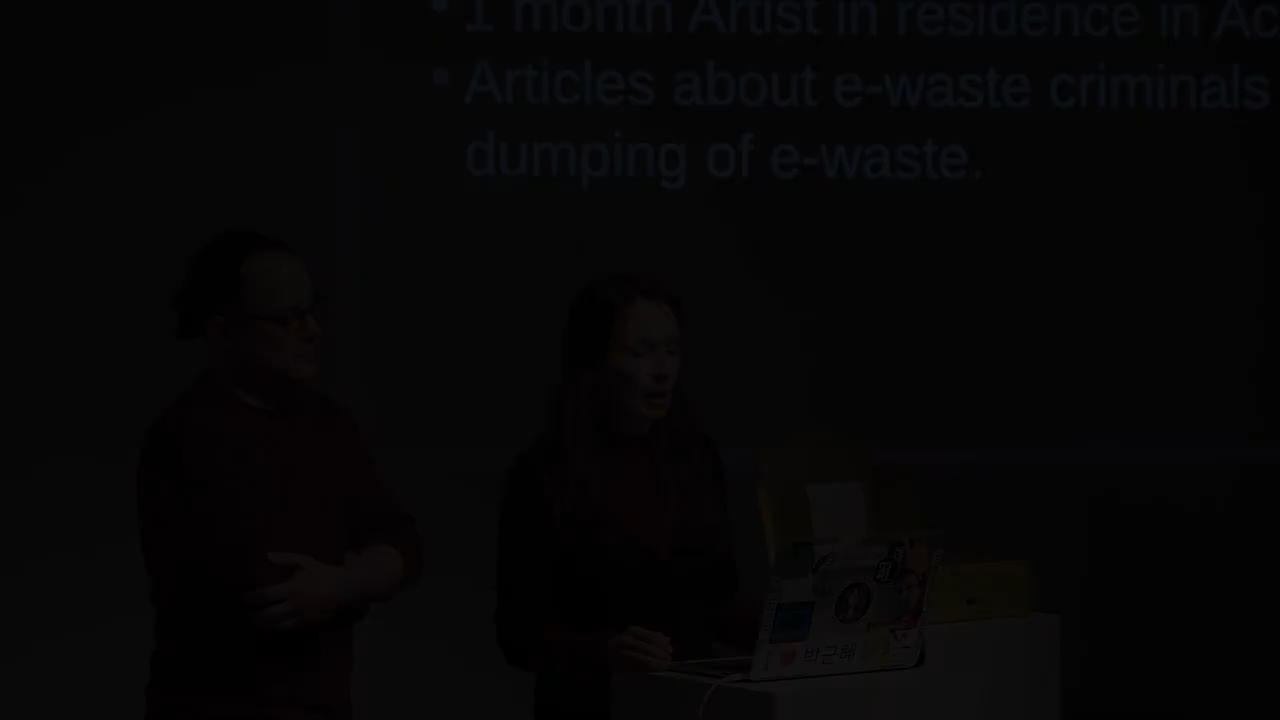 • 1 month Artist in residence in Ac
• Articles about e-waste criminals
dumping of e-waste.
박근혜